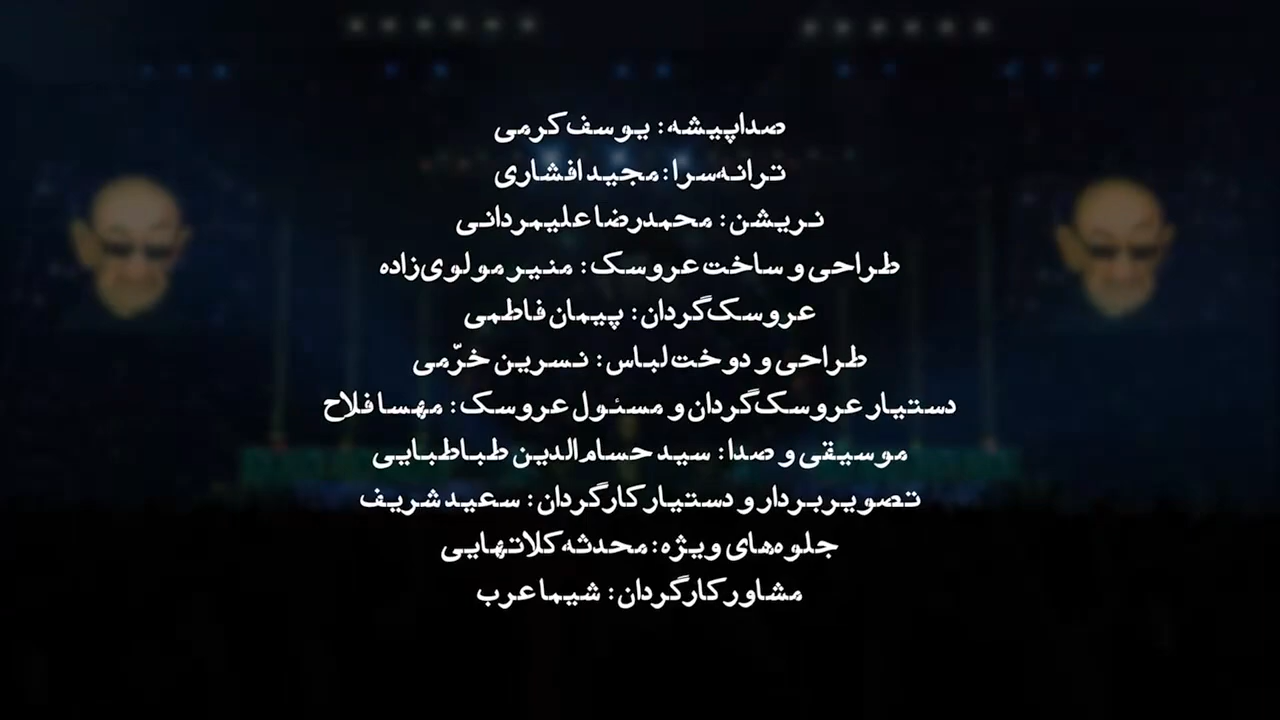 صداپیشه: یوسف کرمی
ترانه‌سرا: مجید افشاری
نریشن: محمدرضا علیمردانی
طراحی و ساخت عروسک: منیر مولوی‌زاده
عروسک‌گردان: پیمان فاطمی
طراحی و دوخت لباس: نسرین خرّمی
دستیار عروسک‌گردان و مسئول عروسک: مهسا فلاح
موسیقی و صدا: سید حسام‌الدین طباطبایی
تصویربردار و دستیار کارگردان: سعید شریف
جلوه‌های ویژه: محدثه کلاتهایی
مشاور کارگردان: شیما عرب